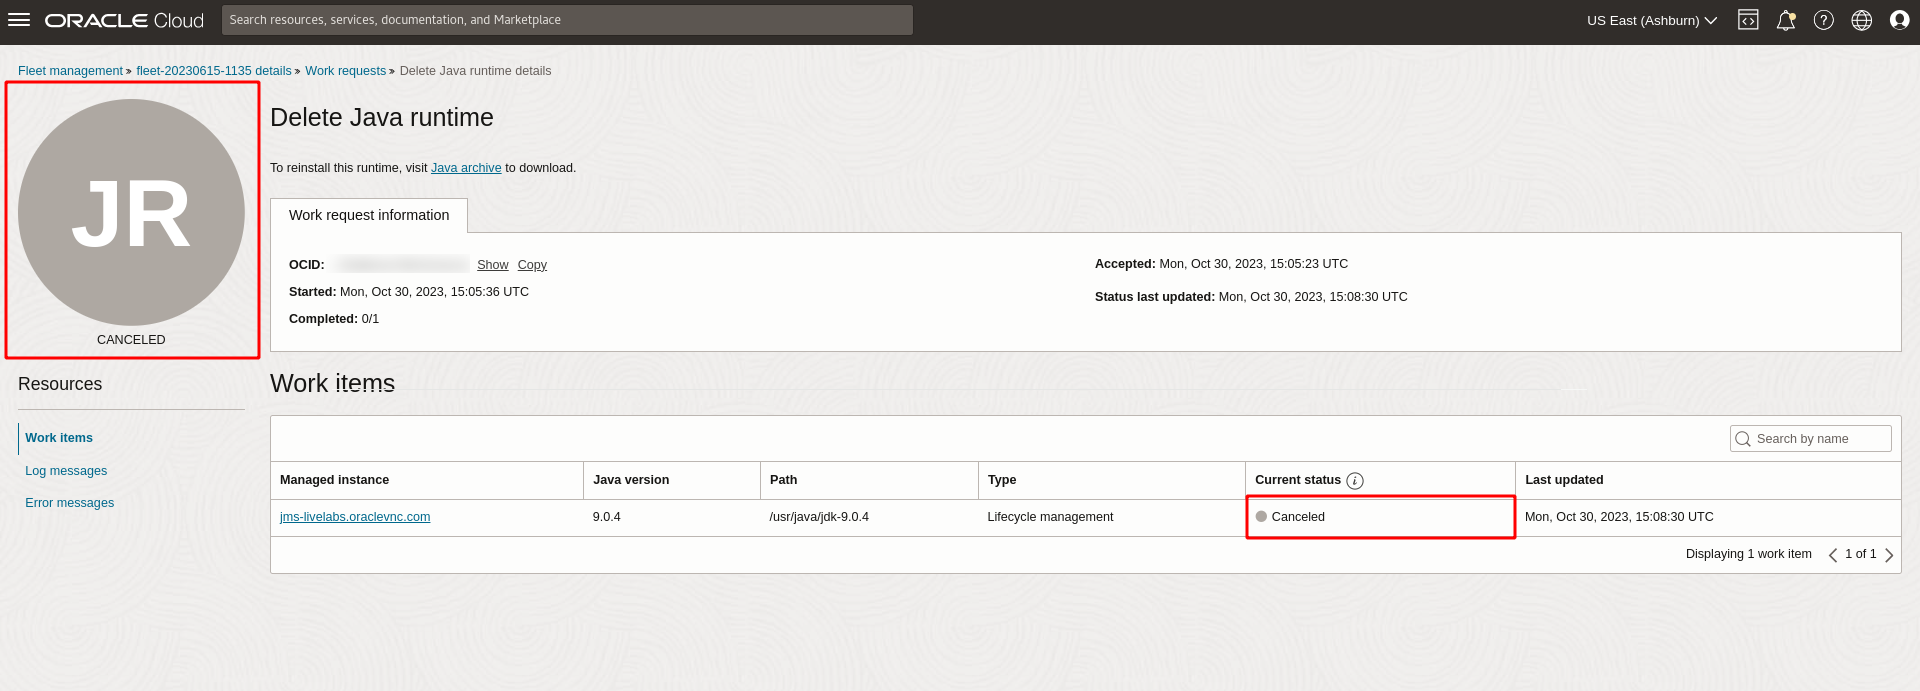 ORACLE Cloud
Search resources, services, documentation, and Marketplace
US East (Ashburn)
Fleet management » fleet-20230615-1135 details » Work requests » Delete Java runtime details
JR
CANCELED
Delete Java runtime
To reinstall this runtime, visit Java archive to download.
Work request information
OCID: Show Copy
Started: Mon, Oct 30, 2023, 15:05:36 UTC
Completed: 0/1
Accepted: Mon, Oct 30, 2023, 15:05:23 UTC
Status last updated: Mon, Oct 30, 2023, 15:08:30 UTC
Resources
Work items
Log messages
Error messages
Work items
Search by name
Managed instance Java version Path Type Current status i Last updated
jms-livelabs.oraclevnc.com 9.0.4 /usr/java/jdk-9.0.4 Lifecycle management Canceled Mon, Oct 30, 2023, 15:08:30 UTC
Displaying 1 work item 1 of 1